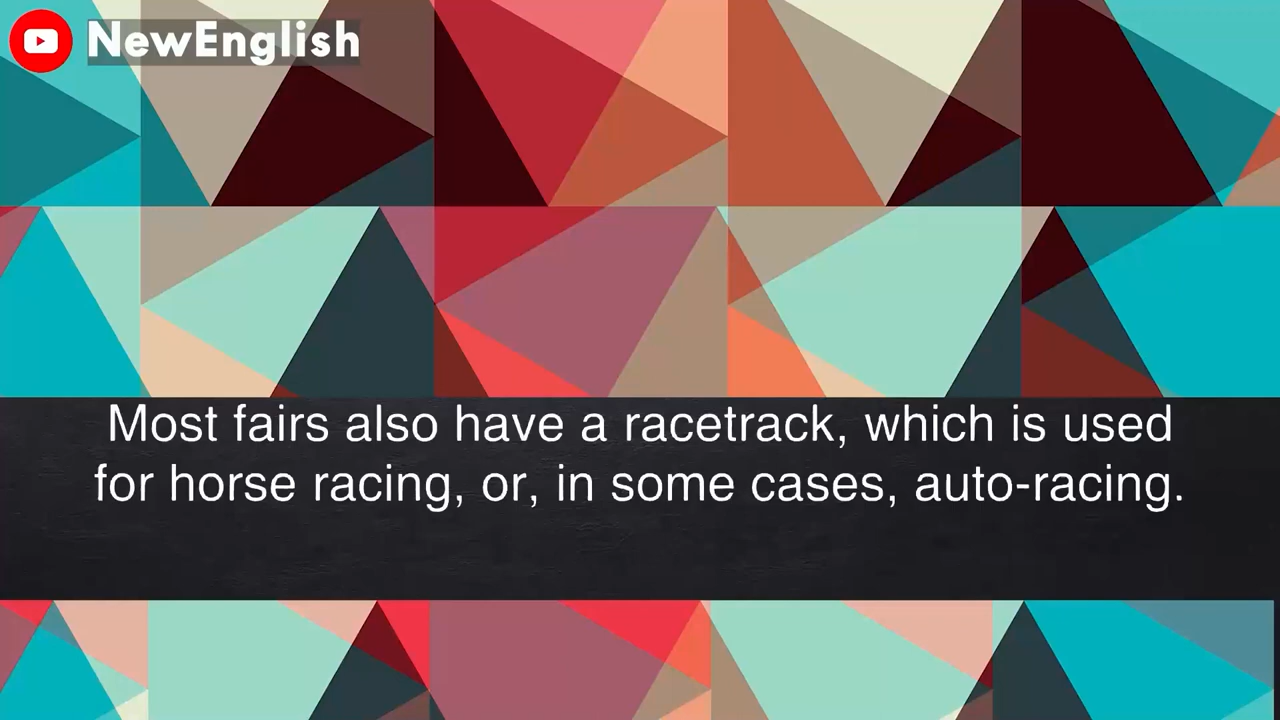 NewEnglish
Most fairs also have a racetrack, which is used
for horse racing, or, in some cases, auto-racing.